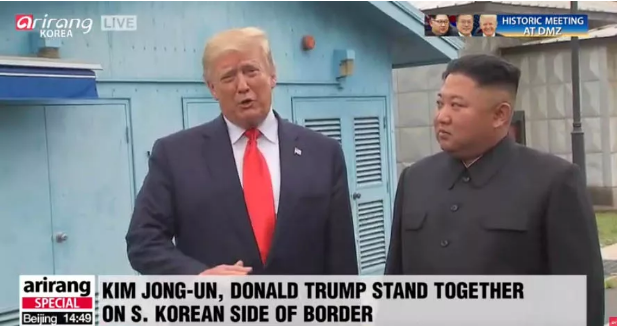 arirang LIVE
KOREA
HISTORIC MEETING
AT DMZ
arirang
SPECIAL
Beijing 14:49
KIM JONG-UN, DONALD TRUMP STAND TOGETHER
ON S. KOREAN SIDE OF BORDER